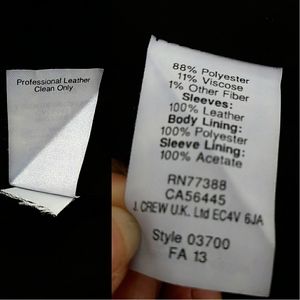 Professional Leather
Clean Only
88% Polyester
11% Viscose
1% Other Fiber
Sleeves:
100% Leather
Body Lining:
100% Polyester
Sleeve Lining:
100% Acetate
RN77388
CA56445
J. CREW U.K. Ltd EC4V 6JA
Style 03700
FA 13